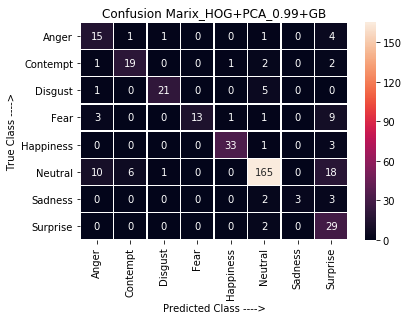 Confusion Marix_HOG+PCA_0.99+GB
True Class ---->
Anger 15 1 1 0 0 1 0 4
Contempt 1 19 0 0 1 2 0 2
Disgust 1 0 21 0 0 5 0 0
Fear 3 0 0 13 1 1 0 9
Happiness 0 0 0 0 33 1 0 3
Neutral 10 6 1 0 0 165 0 18
Sadness 0 0 0 0 0 2 3 3
Surprise 0 0 0 0 0 2 0 29
Anger Contempt Disgust Fear Happiness Neutral Sadness Surprise
Predicted Class ---->
150
120
90
60
30
0